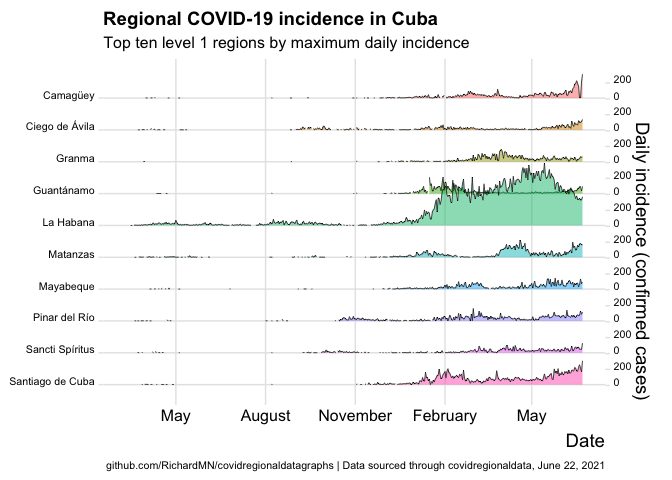 Regional COVID-19 incidence in Cuba
Top ten level 1 regions by maximum daily incidence
Camagüey
200
0
Ciego de Ávila
200
0
Granma
200
0
Guantánamo
200
0
La Habana
200
0
Matanzas
200
0
Mayabeque
200
0
Pinar del Río
200
0
Sancti Spíritus
200
0
Santiago de Cuba
200
0
Daily incidence (confirmed cases)
May August November February May
Date
github.com/RichardMN/covidregionaldatagraphs | Data sourced through covidregionaldata, June 22, 2021